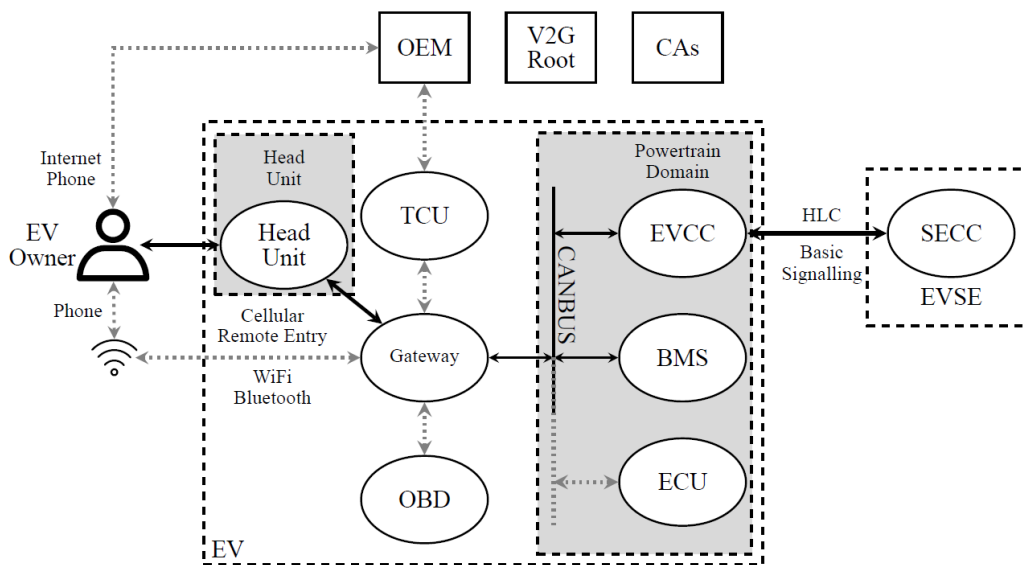 OEM
V2G
Root
CAs
Internet
Phone
Head
Unit
Powertrain
Domain
TCU
EVCC
HLC
SECC
EV
Owner
Head
Unit
Basic
Signalling
EVSE
CANBUS
Phone
Cellular
Remote Entry
Gateway
BMS
WiFi
Bluetooth
OBD
ECU
EV